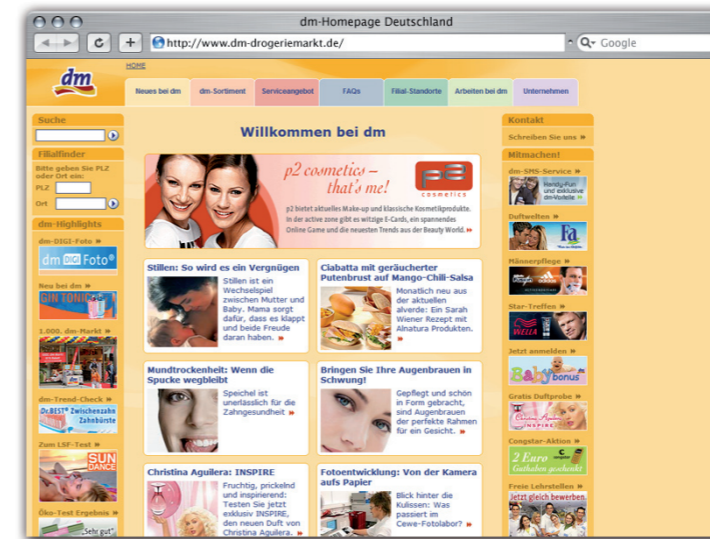 dm-Homepage Deutschland
http://www.dm-drogeriemarkt.de/
Google
dm
HOME
Neues bei dm
dm-Sortiment
Serviceangebot
FAQs
Filial-Standorte
Arbeiten bei dm
Unternehmen
Suche
Filialfinder
Bitte geben Sie PLZ
oder Ort ein:
PLZ
Ort
dm-Highlights
dm-DIGI-Foto »
dm DIGI Foto®
Neu bei dm »
GIN TONIC
1.000. dm-Markt »
dm-Trend-Check »
Dr.BEST® Zwischenzahn
Zahnbürste
Zum LSF-Test »
SUN
DANCE
Öko-Test Ergebnis »
„Sehr gut"
Willkommen bei dm
p2 cosmetics –
that's me!
p2
cosmetics
p2 bietet aktuelles Make-up und klassische Kosmetikprodukte.
In der active zone gibt es witzige E-Cards, ein spannendes
Online Game und die neuesten Trends aus der Beauty World. »
Stillen: So wird es ein Vergnügen
Stillen ist ein
Wechselspiel
zwischen Mutter und
Baby. Mama sorgt
dafür, dass es klappt
und beide Freude
daran haben. »
Ciabatta mit geräucherter
Putenbrust auf Mango-Chili-Salsa
Monatlich neu aus
der aktuellen
alverde: Ein Sarah
Wiener Rezept mit
Alnatura Produkten.
»
Mundtrockenheit: Wenn die
Spucke wegbleibt
Speichel ist
unerlässlich für die
Zahngesundheit »
Bringen Sie Ihre Augenbrauen in
Schwung!
Gepflegt und schön
in Form gebracht,
sind Augenbrauen
der perfekte Rahmen
für ein Gesicht. »
Christina Aguilera: INSPIRE
Fruchtig, prickelnd
und inspirierend:
Testen Sie jetzt
exklusiv INSPIRE,
den neuen Duft von
Christina Aguilera. »
Fotoentwicklung: Von der Kamera
aufs Papier
Blick hinter die
Kulissen: Was
passiert im
Cewe-Fotolabor? »
Kontakt
Schreiben Sie uns »
Mitmachen!
dm-SMS-Service »
Handy-Fun
und exklusive
dm-Vorteile
Duftwelten »
Fa
Männerpflege »
Star-Treffen »
WELLA
Jetzt anmelden »
Babybonus
Gratis Duftprobe »
Christina Aguilera
INSPIRE
Congstar-Aktion »
2 Euro
Guthaben geschenkt
Freie Lehrstellen »
Jetzt gleich bewerben